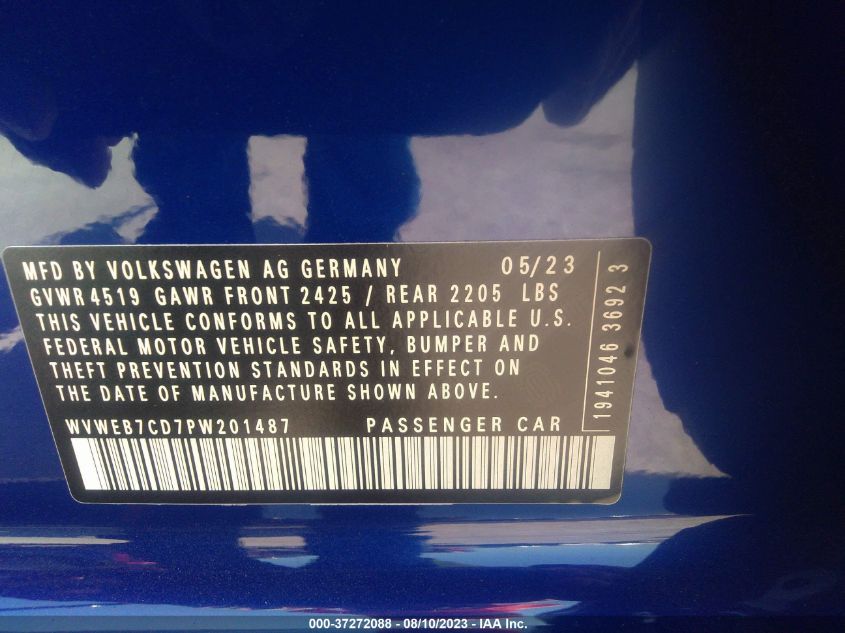 MFD BY VOLKSWAGEN AG GERMANY 05/23
GVWR 4519 GAWR FRONT 2425 / REAR 2205 LBS
THIS VEHICLE CONFORMS TO ALL APPLICABLE U.S.
FEDERAL MOTOR VEHICLE SAFETY, BUMPER AND
THEFT PREVENTION STANDARDS IN EFFECT ON
THE DATE OF MANUFACTURE SHOWN ABOVE.
WVWEB7CD7PW201487 PASSENGER CAR
1941046 3692 3
000-37272088 - 08/10/2023 - IAA Inc.